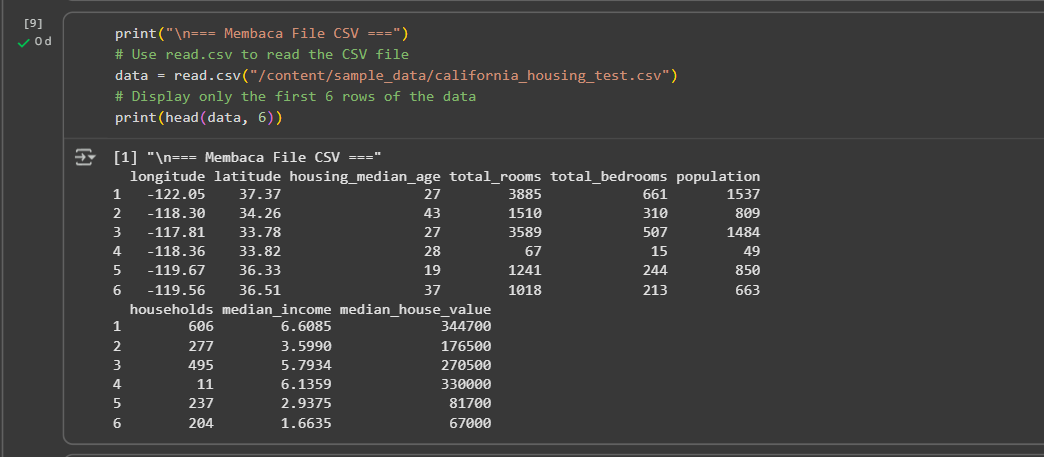 [9]
0 d
print("\n=== Membaca File CSV ===")
# Use read.csv to read the CSV file
data = read.csv("/content/sample_data/california_housing_test.csv")
# Display only the first 6 rows of the data
print(head(data, 6))
[1] "\n=== Membaca File CSV ==="
longitude latitude housing_median_age total_rooms total_bedrooms population
1 -122.05 37.37 27 3885 661 1537
2 -118.30 34.26 43 1510 310 809
3 -117.81 33.78 27 3589 507 1484
4 -118.36 33.82 28 67 15 49
5 -119.67 36.33 19 1241 244 850
6 -119.56 36.51 37 1018 213 663
households median_income median_house_value
1 606 6.6085 344700
2 277 3.5990 176500
3 495 5.7934 270500
4 11 6.1359 330000
5 237 2.9375 81700
6 204 1.6635 67000